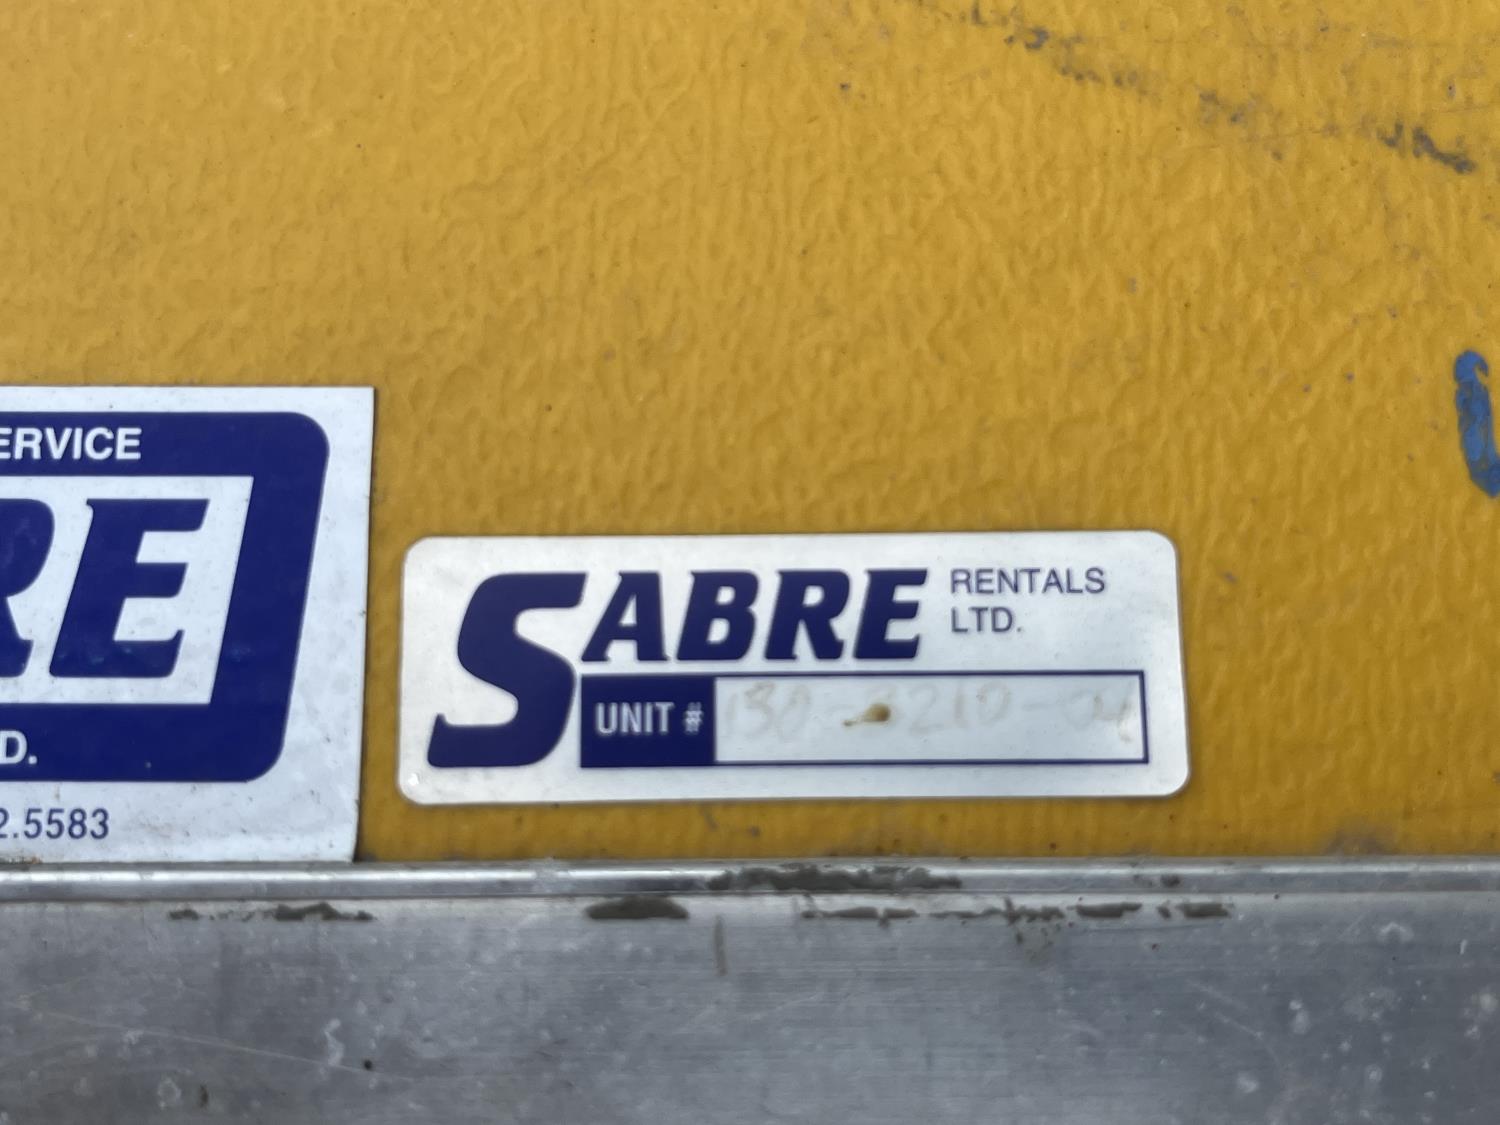 ERVICE
RE
D.
2.5583
SABRE RENTALS
LTD.
UNIT #